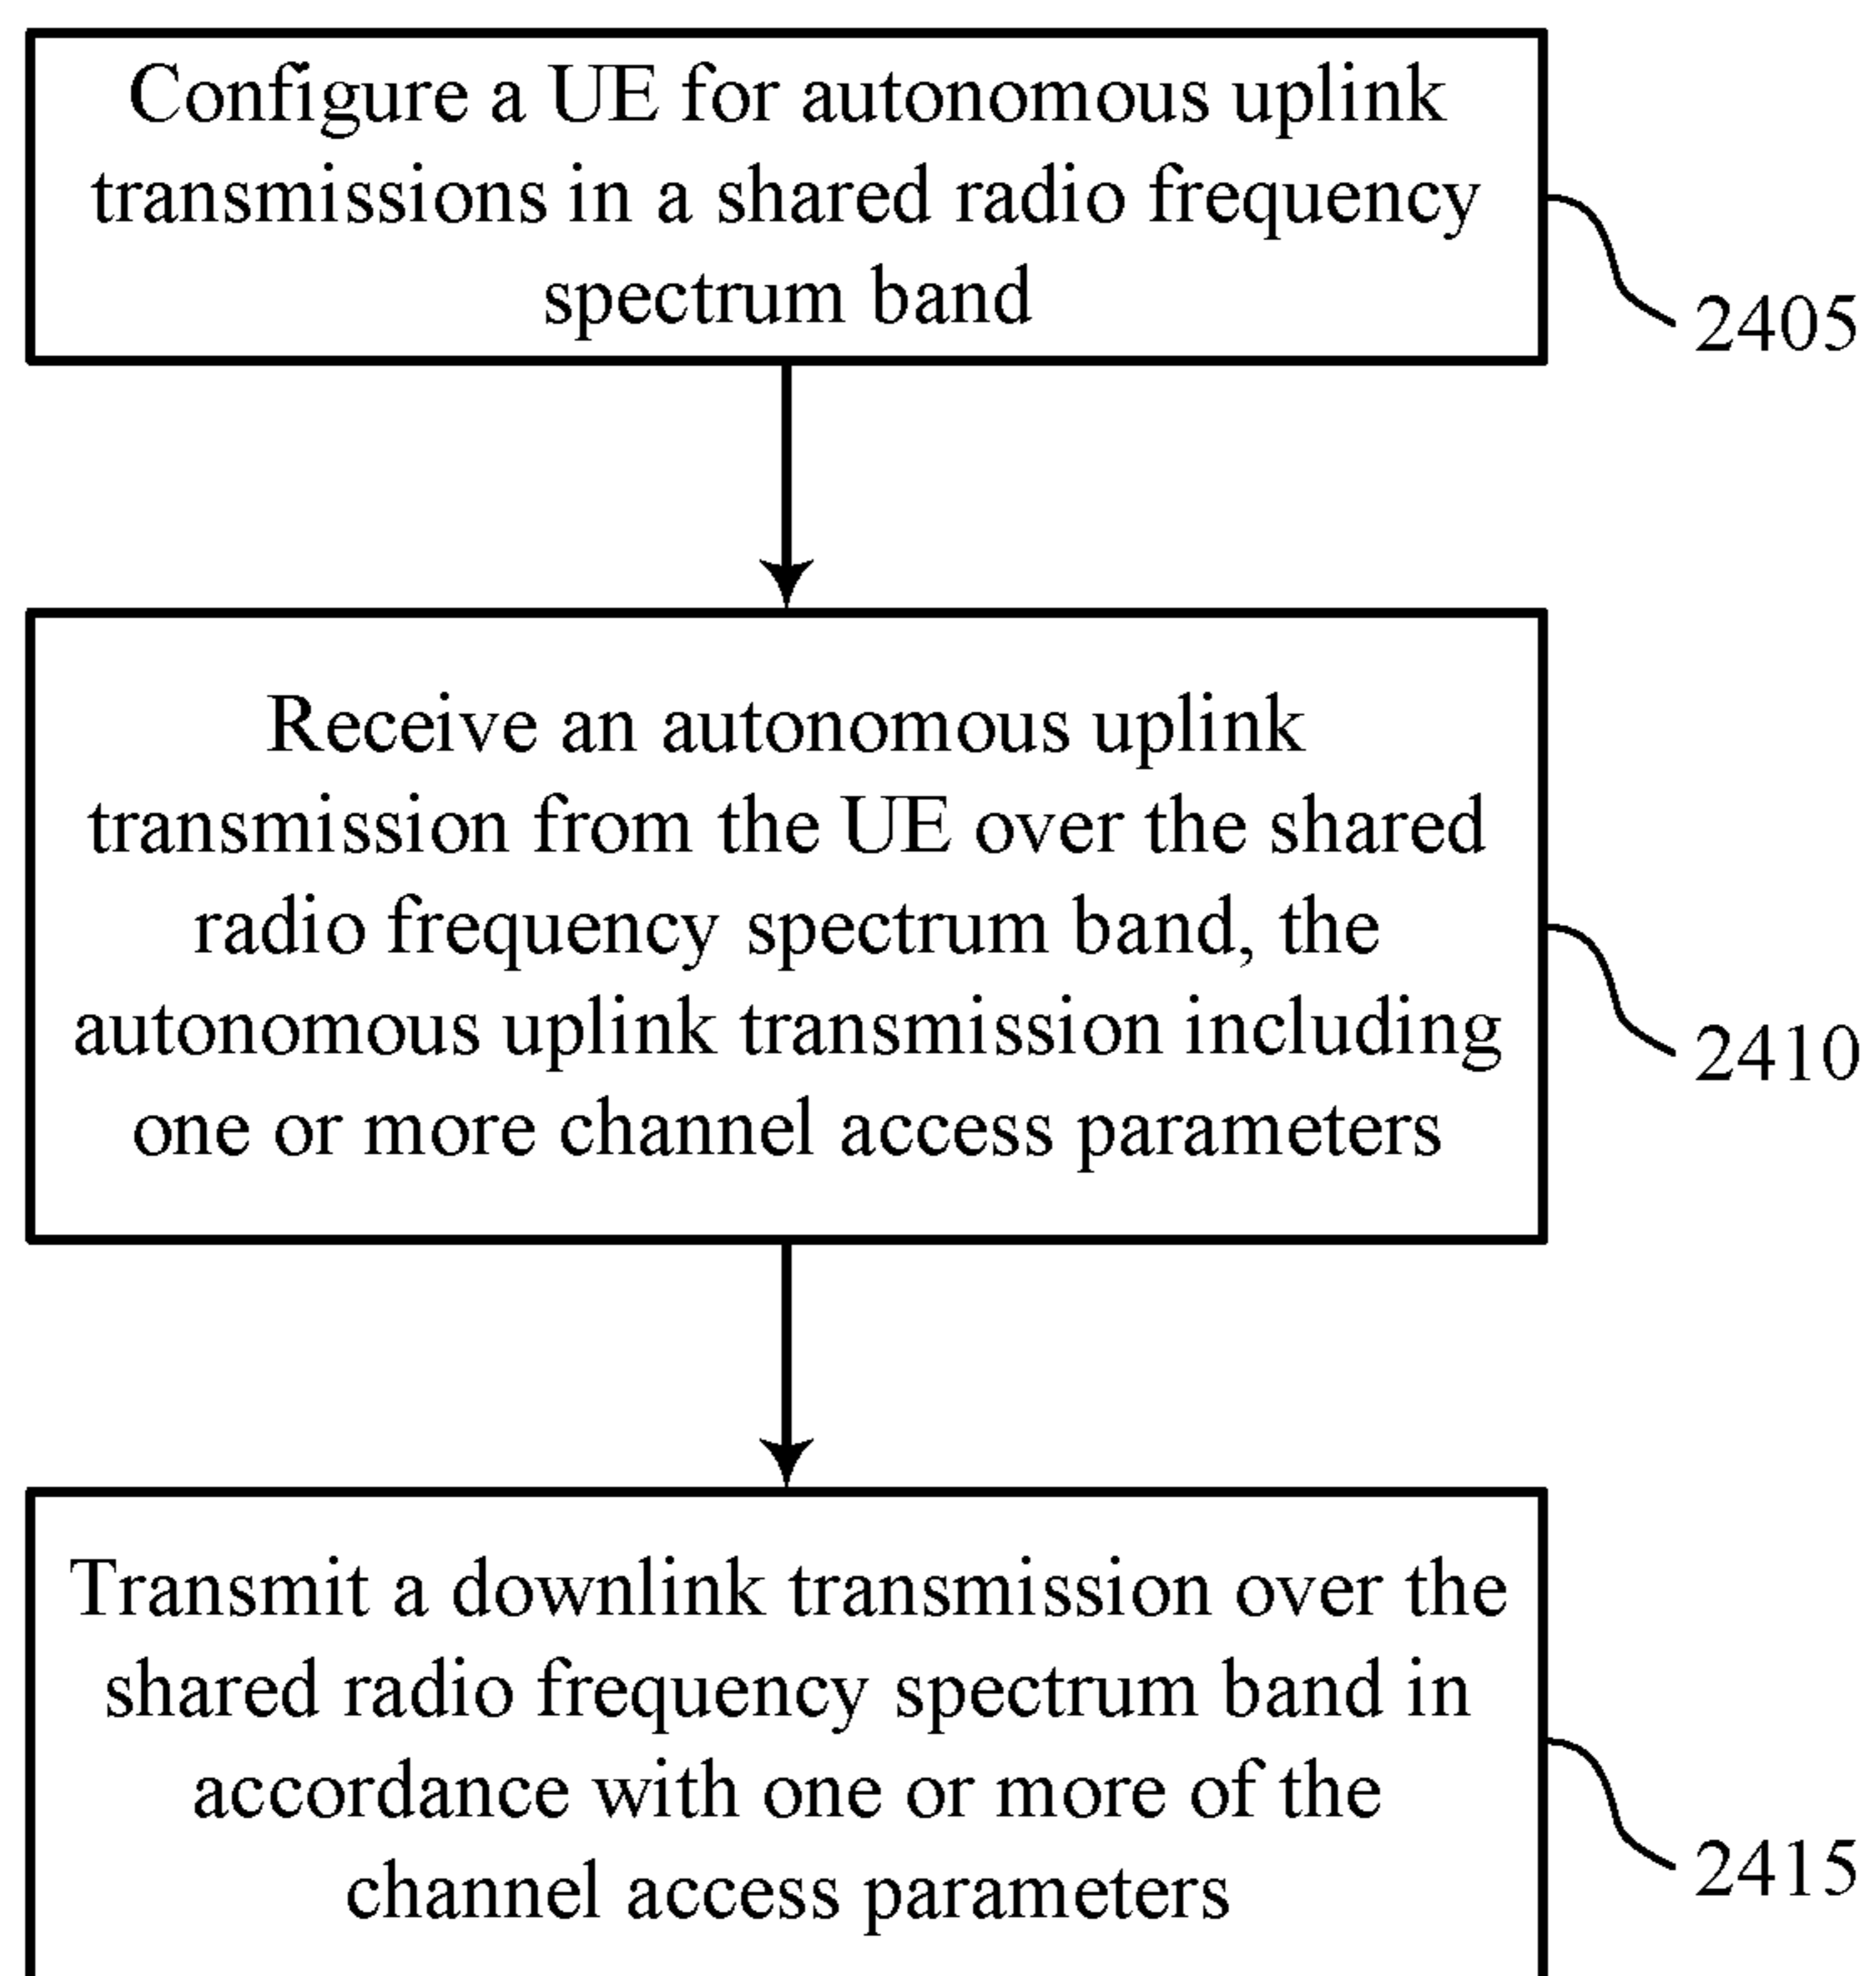 Configure a UE for autonomous uplink
transmissions in a shared radio frequency
spectrum band
2405
Receive an autonomous uplink
transmission from the UE over the shared
radio frequency spectrum band, the
autonomous uplink transmission including
one or more channel access parameters
2410
Transmit a downlink transmission over the
shared radio frequency spectrum band in
accordance with one or more of the
channel access parameters
2415